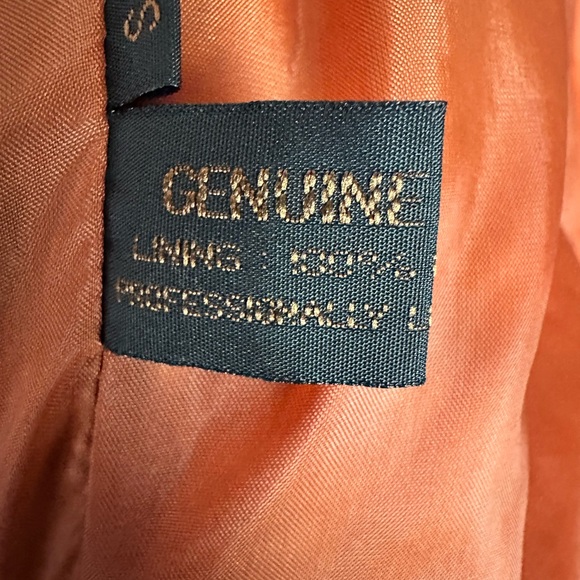 S
GENUINE
LINING : 100%
PROFESSIONALLY